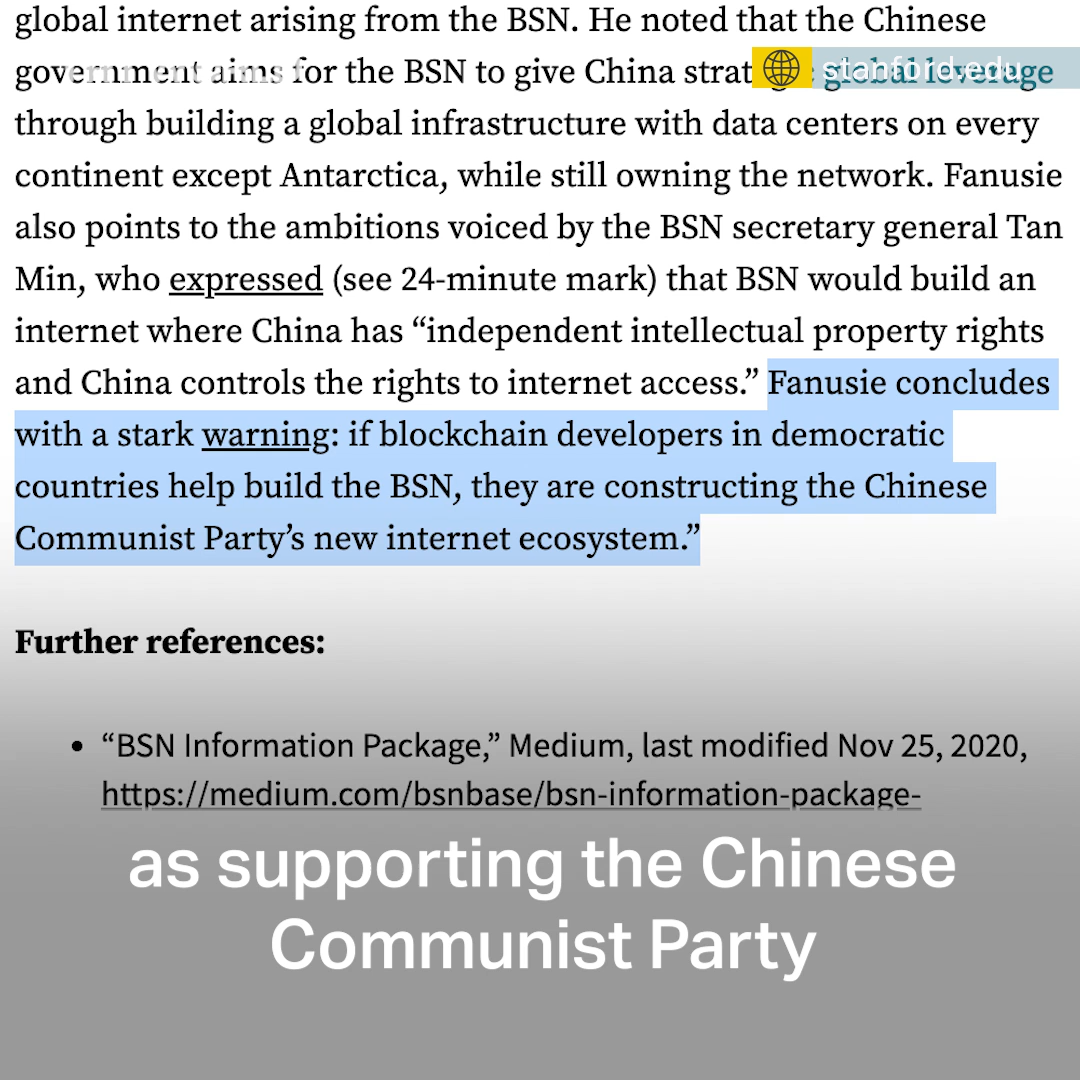 global internet arising from the BSN. He noted that the Chinese
government aims for the BSN to give China strat global leverage
stanford.edu
through building a global infrastructure with data centers on every
continent except Antarctica, while still owning the network. Fanusie
also points to the ambitions voiced by the BSN secretary general Tan
Min, who expressed (see 24-minute mark) that BSN would build an
internet where China has “independent intellectual property rights
and China controls the rights to internet access.” Fanusie concludes
with a stark warning: if blockchain developers in democratic
countries help build the BSN, they are constructing the Chinese
Communist Party’s new internet ecosystem.”
Further references:
• “BSN Information Package,” Medium, last modified Nov 25, 2020,
https://medium.com/bsnbase/bsn-information-package-
as supporting the Chinese
Communist Party